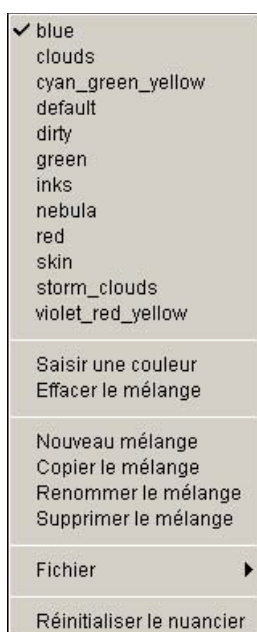 blue
clouds
cyan_green_yellow
default
dirty
green
inks
nebula
red
skin
storm_clouds
violet_red_yellow
Saisir une couleur
Effacer le mélange
Nouveau mélange
Copier le mélange
Renommer le mélange
Supprimer le mélange
Fichier
Réinitialiser le nuancier